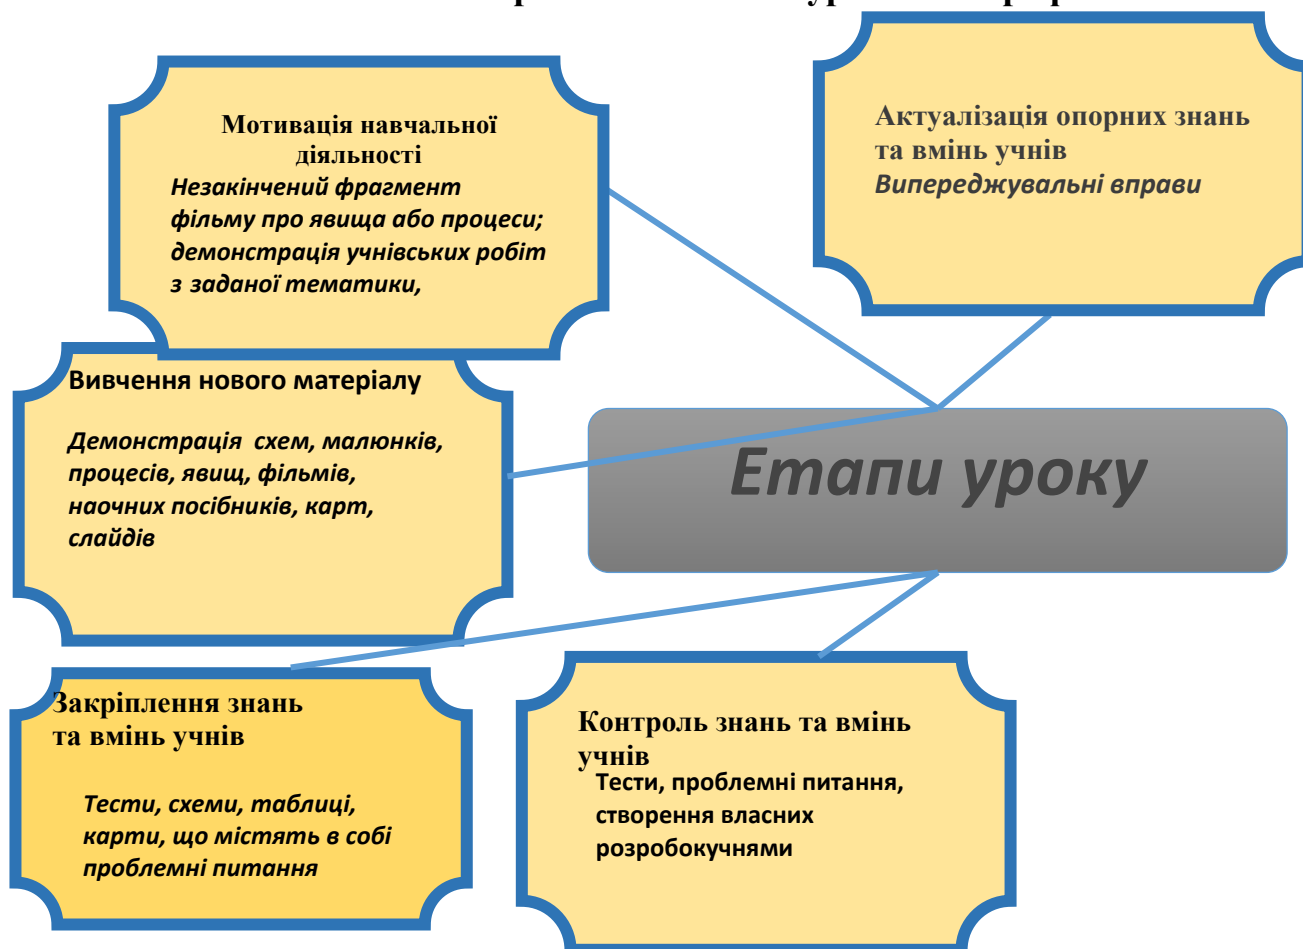 Мотивація навчальної
діяльності
Незакінчений фрагмент
фільму про явища або процеси;
демонстрація учнівських робіт
з заданої тематики,
Актуалізація опорних знань
та вмінь учнів
Випереджувальні вправи
Вивчення нового матеріалу
Демонстрація схем, малюнків,
процесів, явищ, фільмів,
наочних посібників, карт,
слайдів
Етапи уроку
Закріплення знань
та вмінь учнів
Тести, схеми, таблиці,
карти, що містять в собі
проблемні питання
Контроль знань та вмінь
учнів
Тести, проблемні питання,
створення власних
розробокучнями